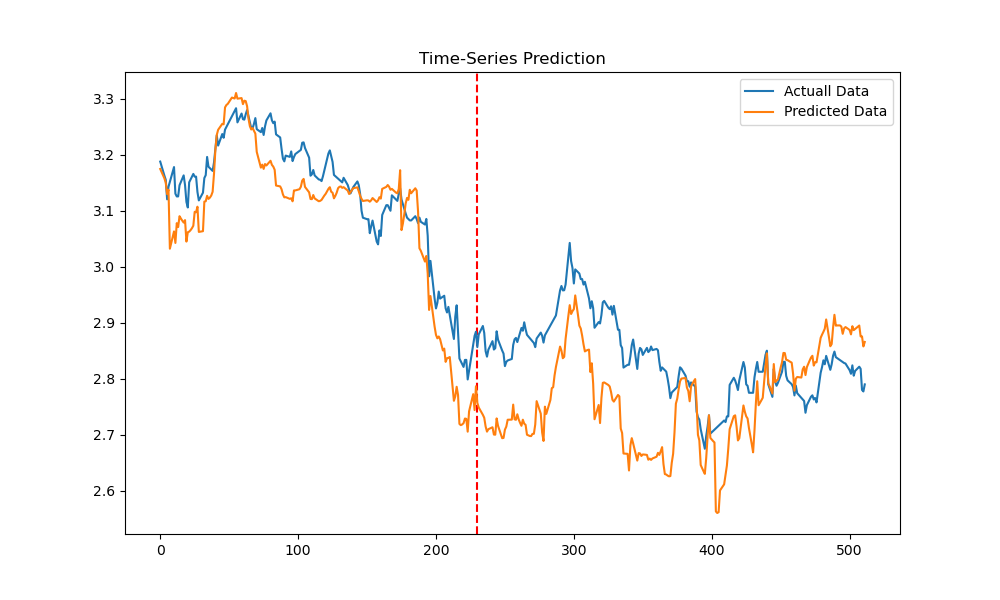 Time-Series Prediction
Actuall Data
Predicted Data
3.3
3.2
3.1
3.0
2.9
2.8
2.7
2.6
0 100 200 300 400 500